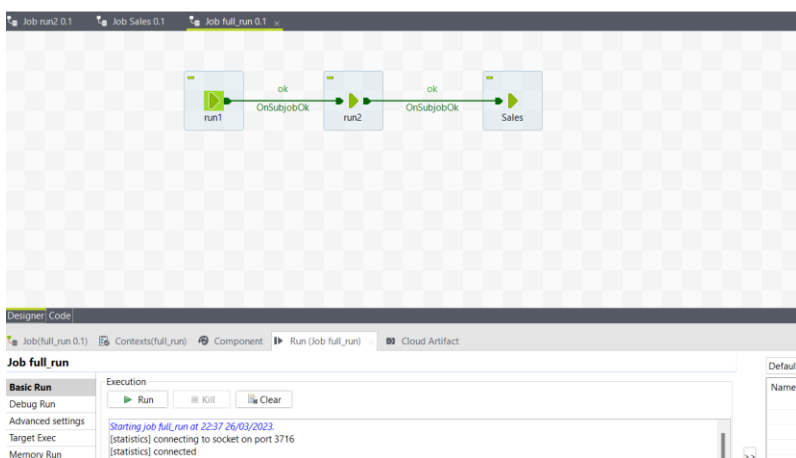 Job run2 0.1 Job Sales 0.1 Job full_run 0.1
ok ok
OnSubjobOk OnSubjobOk
run1 run2 Sales
Designer Code
Job(full_run 0.1) Contexts(full_run) Component Run (Job full_run) Cloud Artifact
Job full_run
Defaul
Basic Run Execution Name
Debug Run Run Kill Clear
Advanced settings Starting job full_run at 22:37 26/03/2023.
Target Exec [statistics] connecting to socket on port 3716
Memory Run [statistics] connected >>